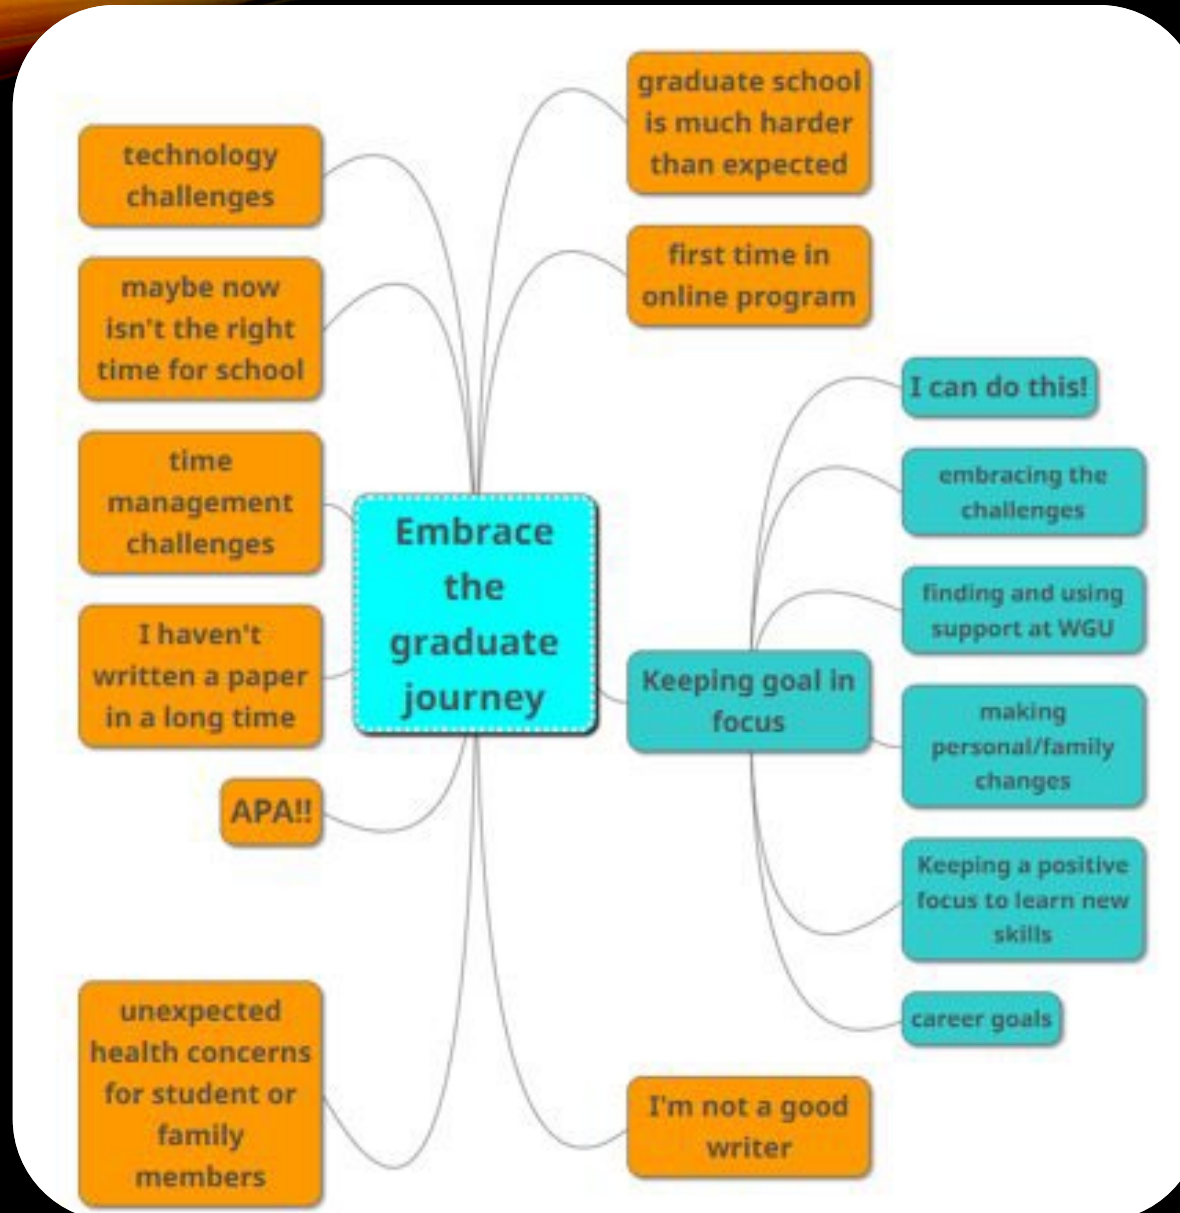 technology
challenges
maybe now
isn't the right
time for school
time
management
challenges
I haven't
written a paper
in a long time
APA!!
unexpected
health concerns
for student or
family
members
Embrace
the
graduate
journey
graduate school
is much harder
than expected
first time in
online program
Keeping goal in
focus
I'm not a good
writer
I can do this!
embracing the
challenges
finding and using
support at WGU
making
personal/family
changes
Keeping a positive
focus to learn new
skills
career goals